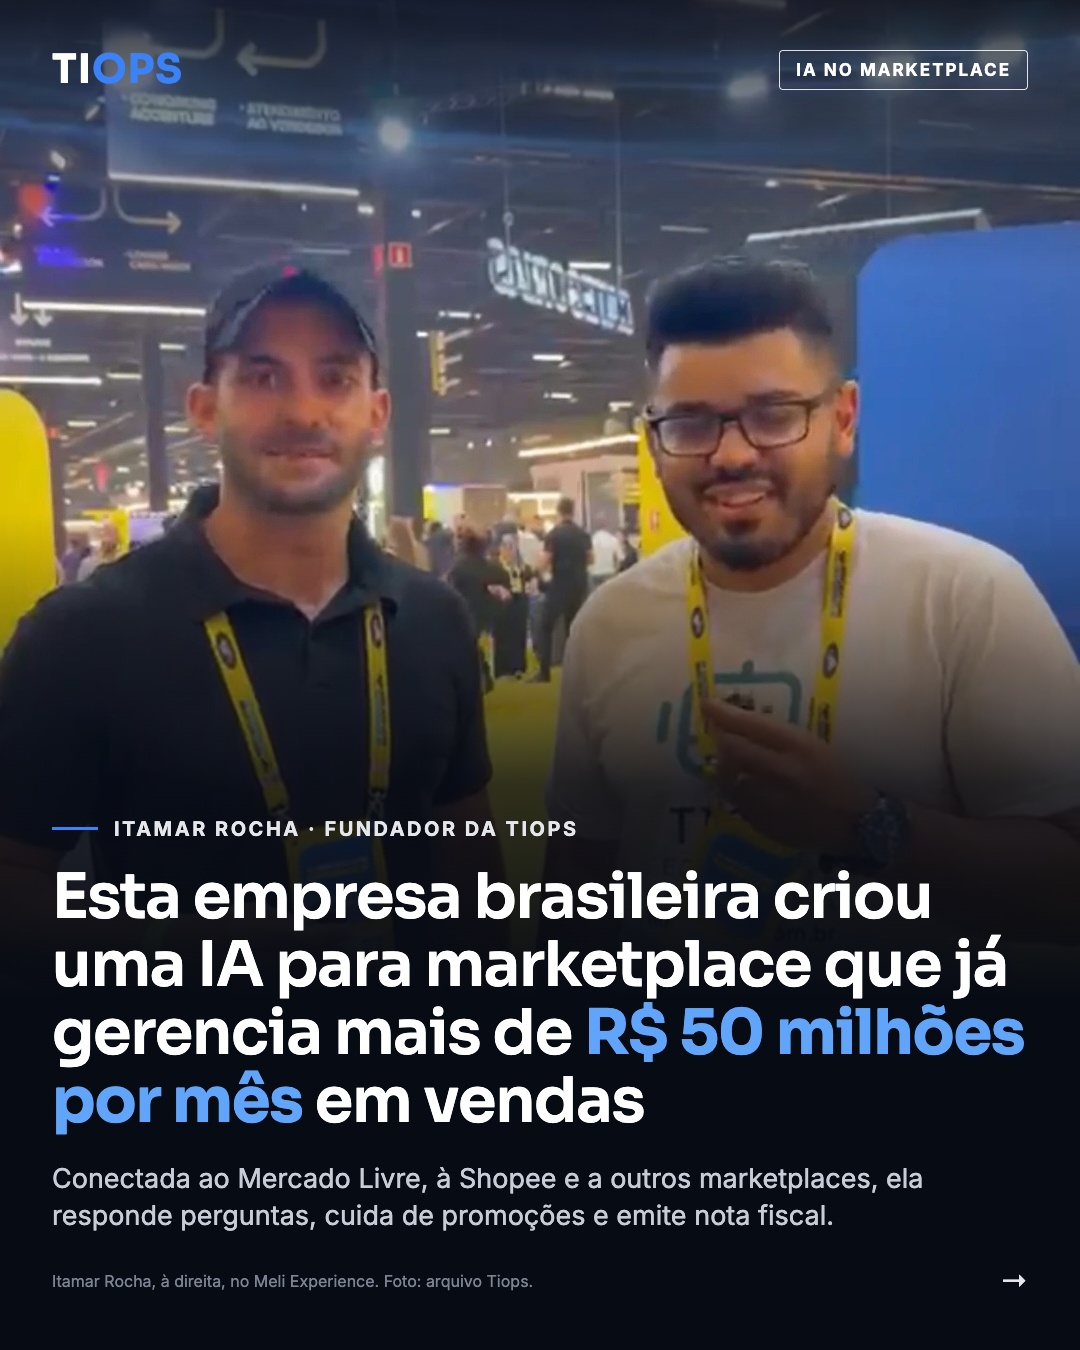 TIOPS
IA NO MARKETPLACE
ITAMAR ROCHA · FUNDADOR DA TIOPS
Esta empresa brasileira criou
uma IA para marketplace que já
gerencia mais de R$ 50 milhões
por mês em vendas
Conectada ao Mercado Livre, à Shopee e a outros marketplaces, ela
responde perguntas, cuida de promoções e emite nota fiscal.
Itamar Rocha, à direita, no Meli Experience. Foto: arquivo Tiops.
→